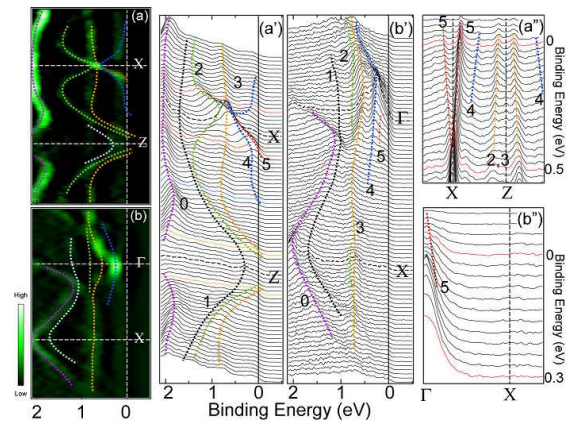 (a)
X
Z
(b)
Γ
X
High
Low
2 1 0
(a')
2
3
X
5
4
0
Z
1
2 1 0
Binding Energy (eV)
(b')
2
1
Γ
5
4
3
X
0
2 1 0
(a")
5
4
0
Binding Energy (eV)
4
2,3
0.5
X Z
(b")
5
0
Binding Energy (eV)
0.3
Γ X